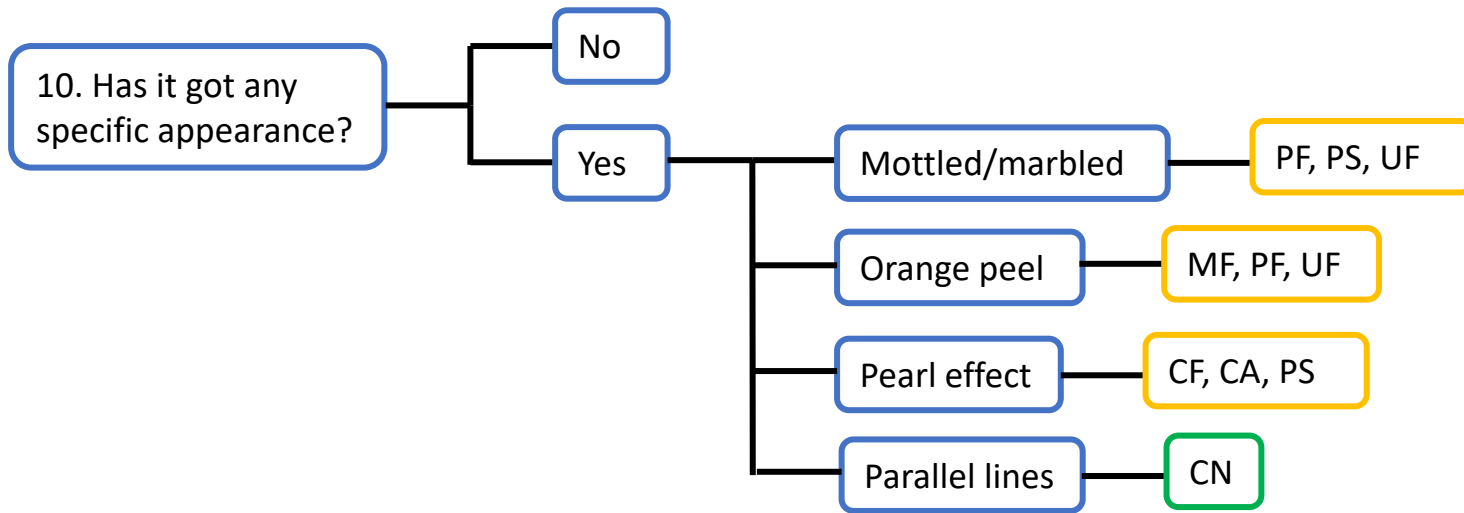 10. Has it got any
specific appearance?
No
Yes
Mottled/marbled
PF, PS, UF
Orange peel
MF, PF, UF
Pearl effect
CF, CA, PS
Parallel lines
CN